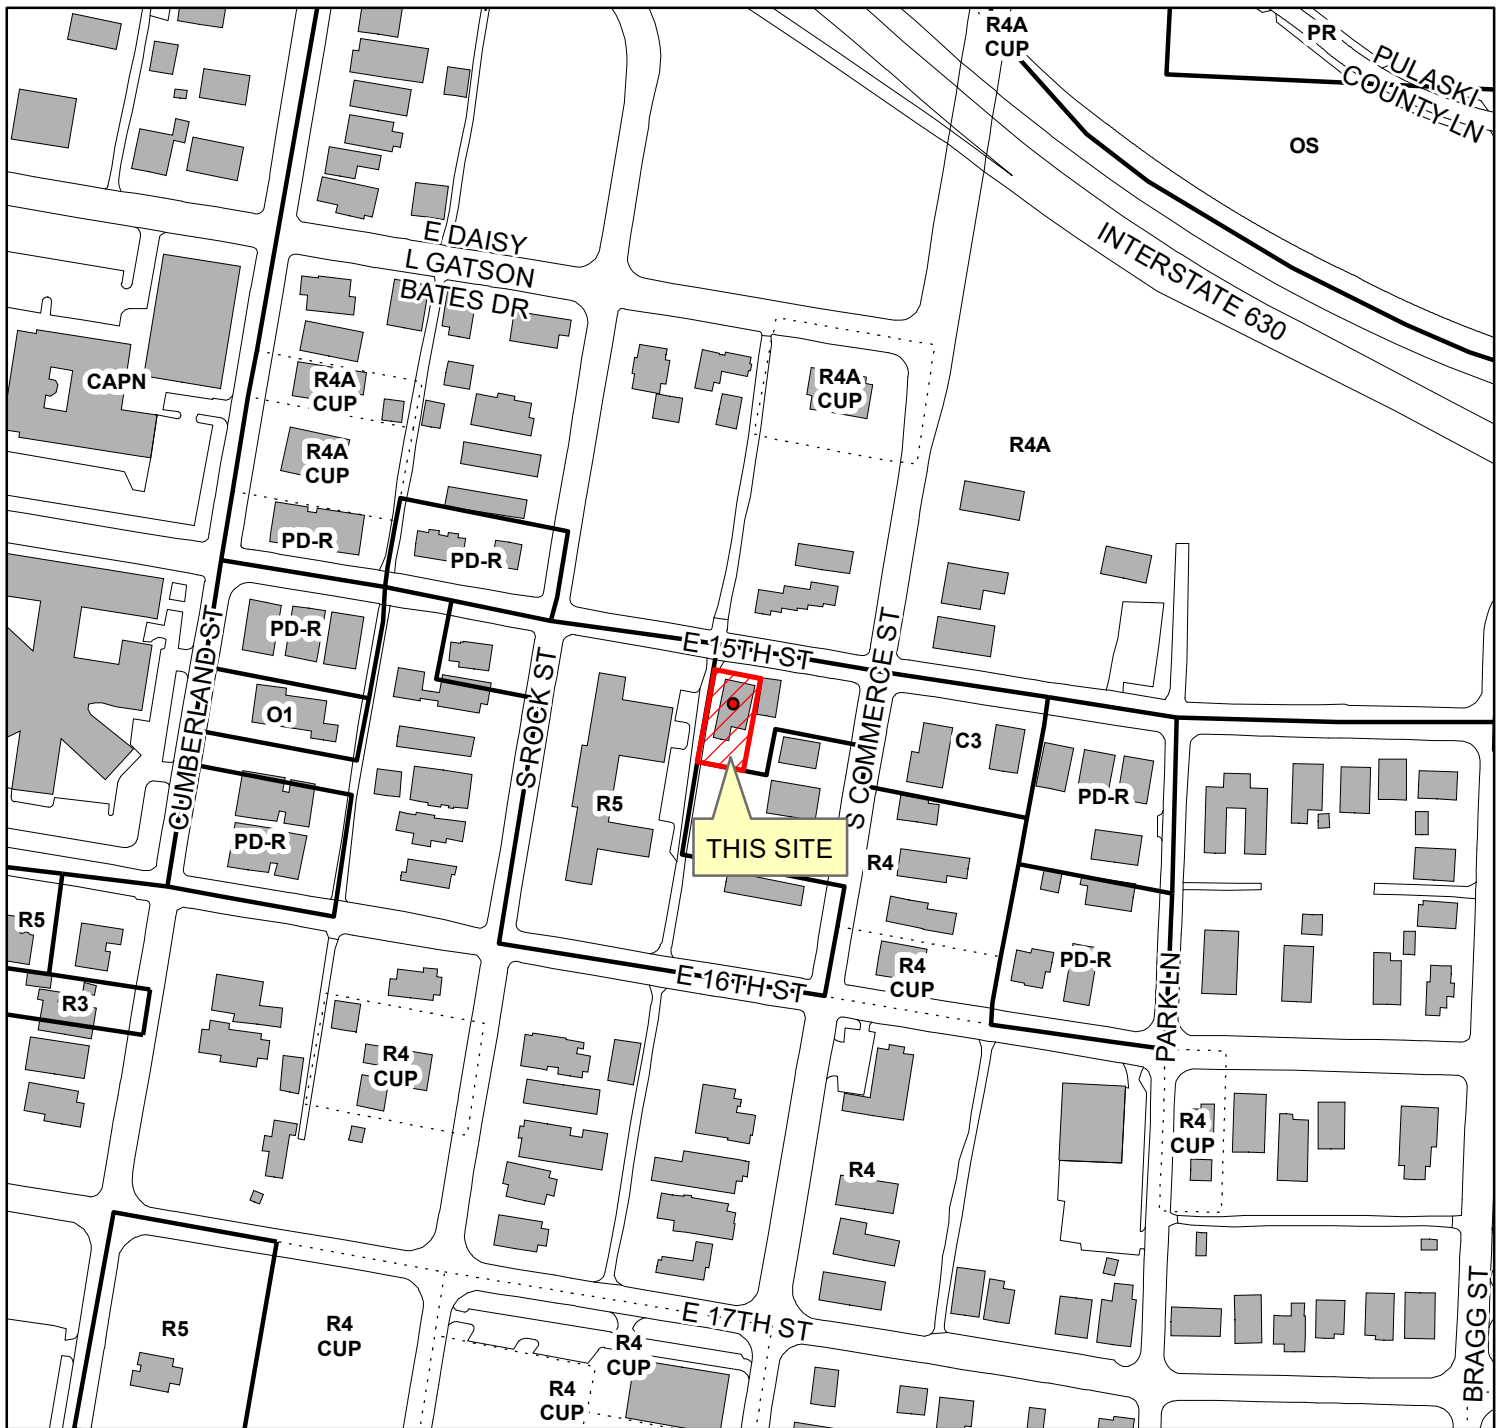 R4A
CUP
PR
PULASKI
COUNTY LN
OS
INTERSTATE 630
E DAISY
L GATSON
BATES DR
CAPN
R4A
CUP
R4A
CUP
R4A
CUP
R4A
PD-R
PD-R
PD-R
E 15TH ST
CUMBERLAND ST
S ROCK ST
S COMMERCE ST
O1
C3
PD-R
R5
PD-R
THIS SITE
R4
R5
R3
E 16TH ST
R4
CUP
PD-R
PARK LN
R4
CUP
R4
CUP
R4
E 17TH ST
R5
R4
CUP
R4
CUP
R4
CUP
BRAGG ST